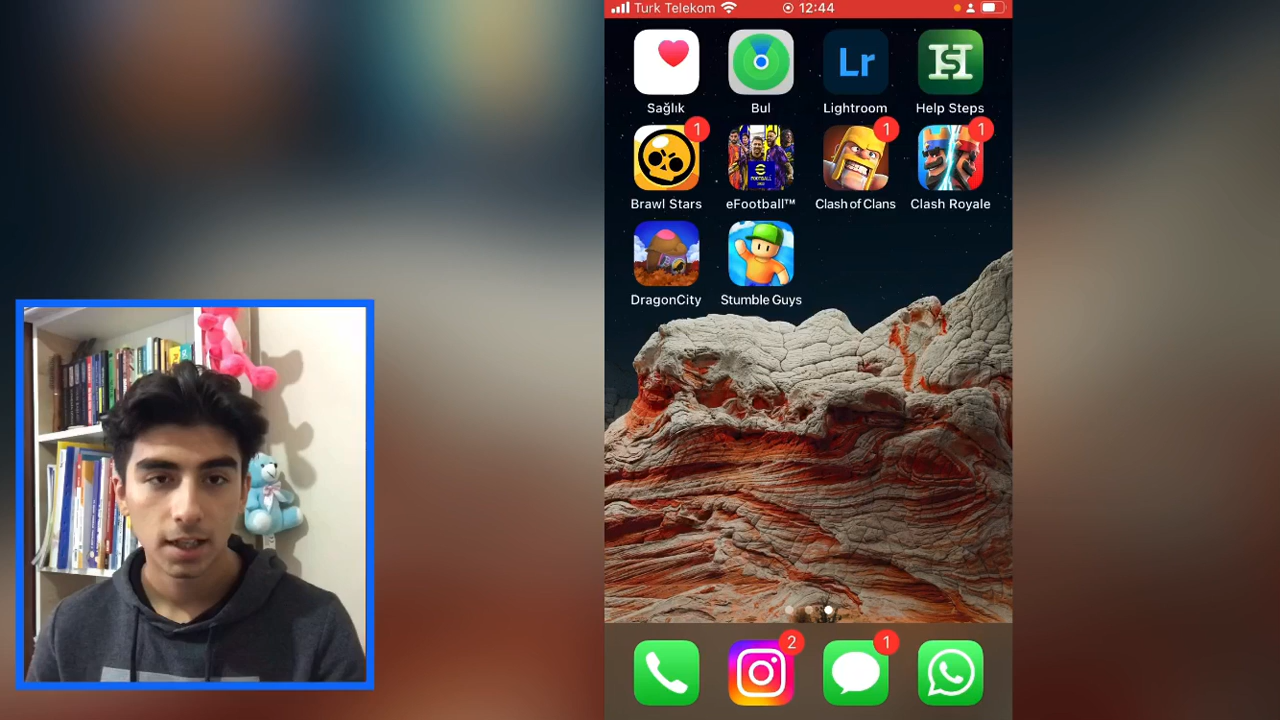 Turk Telekom 12:44
Sağlık Bul Lr Lightroom Help Steps
1 1 1
Brawl Stars eFootball™ Clash of Clans Clash Royale
DragonCity Stumble Guys
2 1